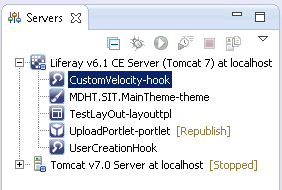 Servers
Liferay v6.1 CE Server (Tomcat 7) at localhost
CustomVelocity-hook
MDHT.SIT.MainTheme-theme
TestLayOut-layouttpl
UploadPortlet-portlet [Republish]
UserCreationHook
Tomcat v7.0 Server at localhost [Stopped]